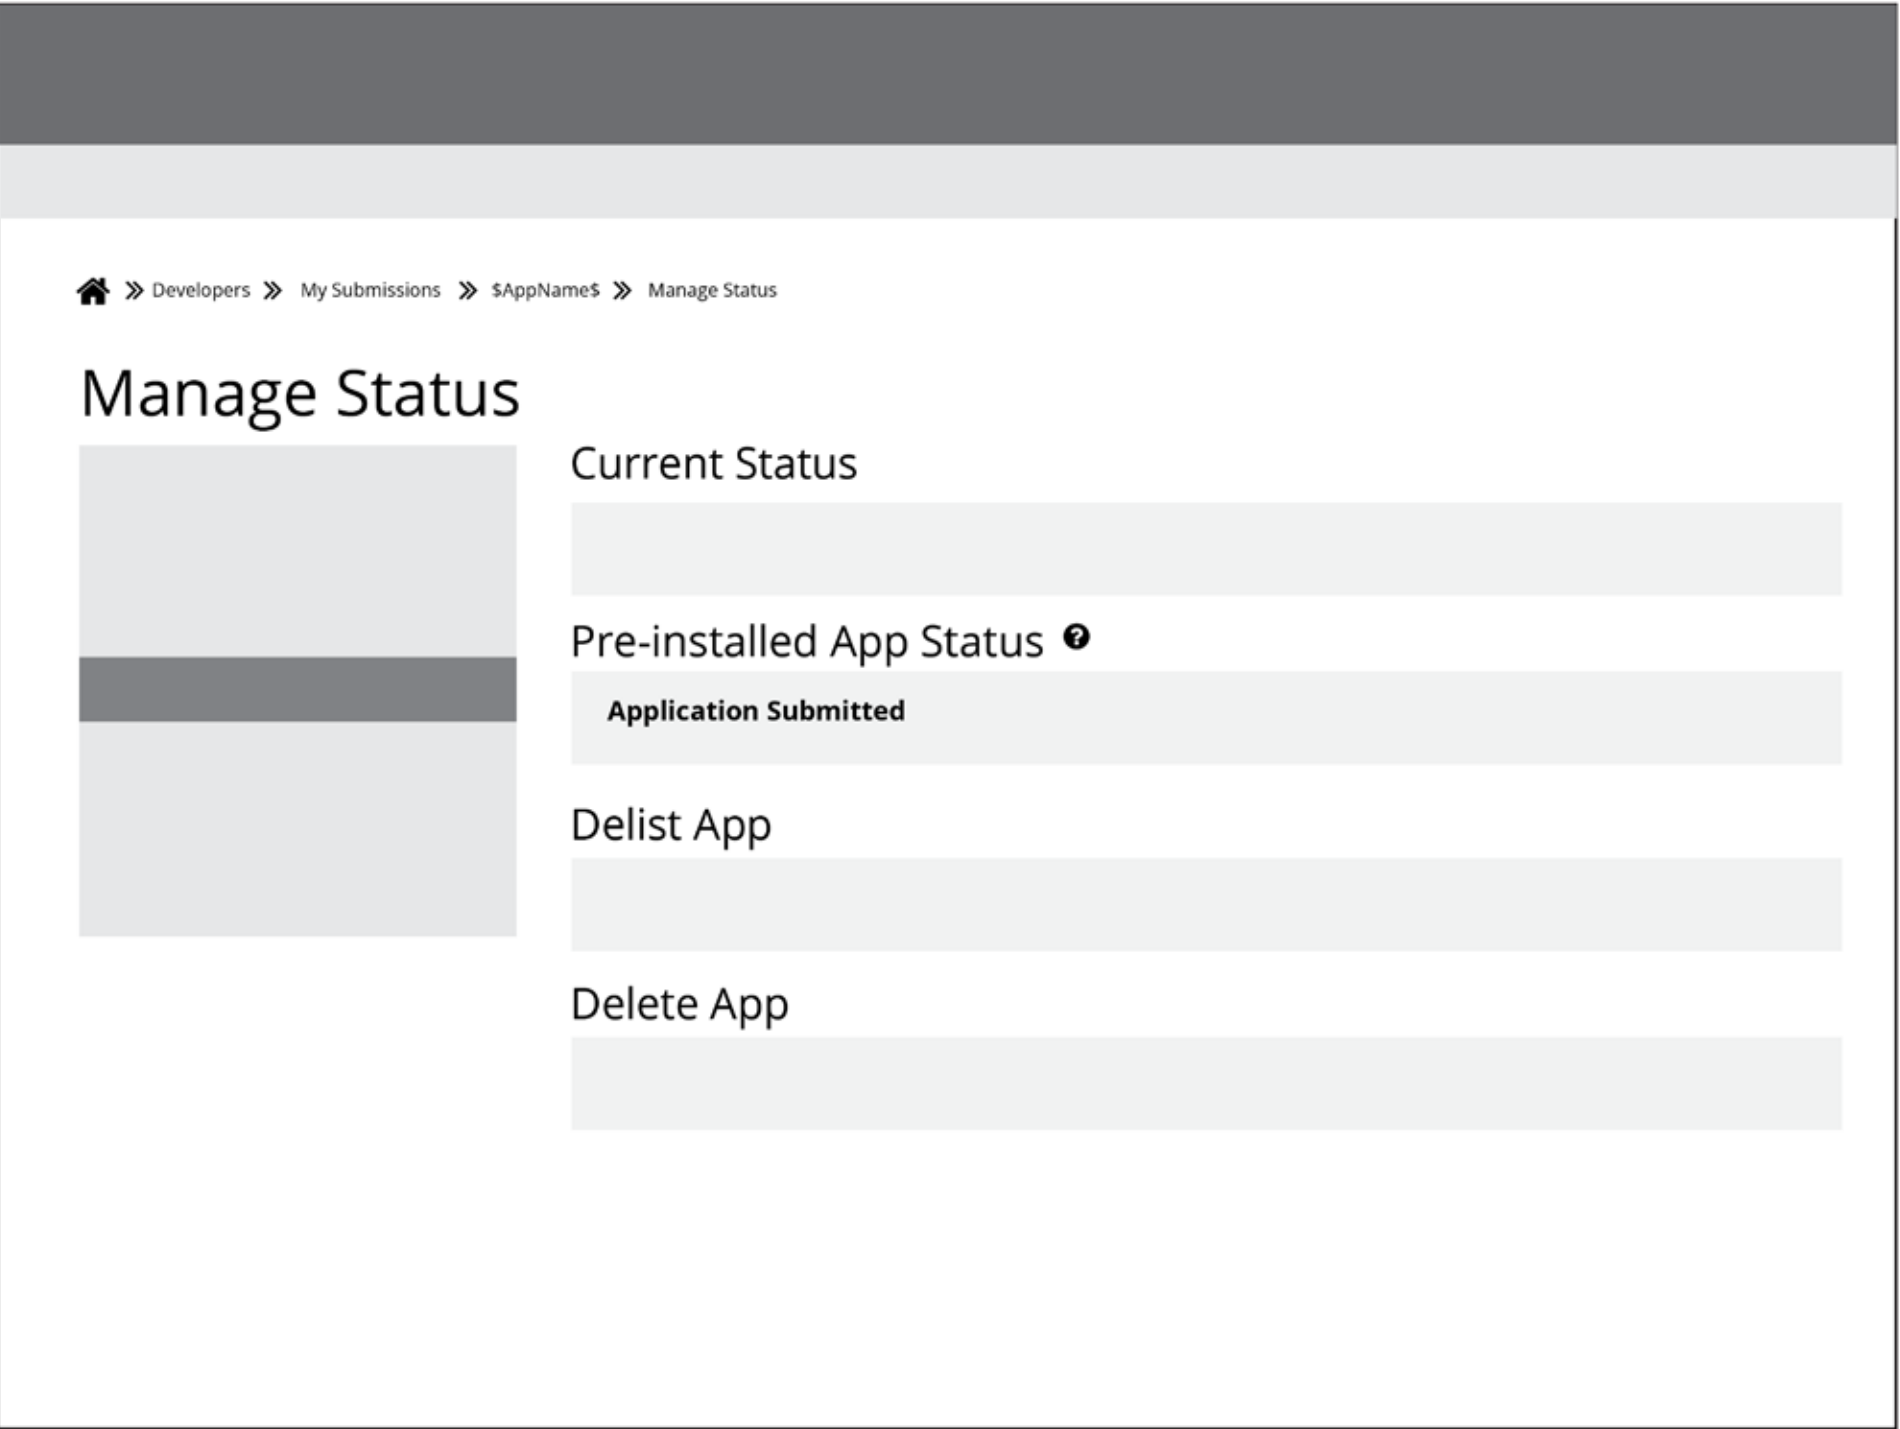 Developers My Submissions $AppName$ Manage Status
Manage Status
Current Status
Pre-installed App Status ?
Application Submitted
Delist App
Delete App